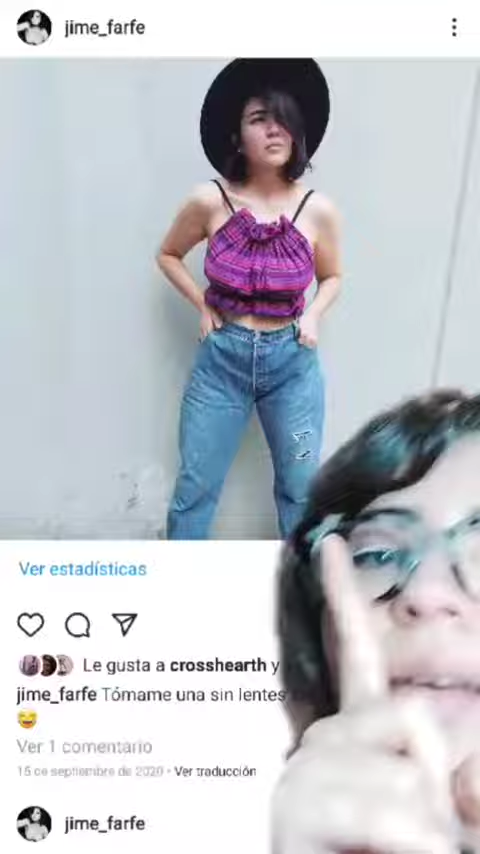 jime_farfe
Ver estadísticas
Le gusta a crosshearth y
jime_farfe Tómame una sin lentes
Ver 1 comentario
15 de septiembre de 2020 · Ver traducción
jime_farfe